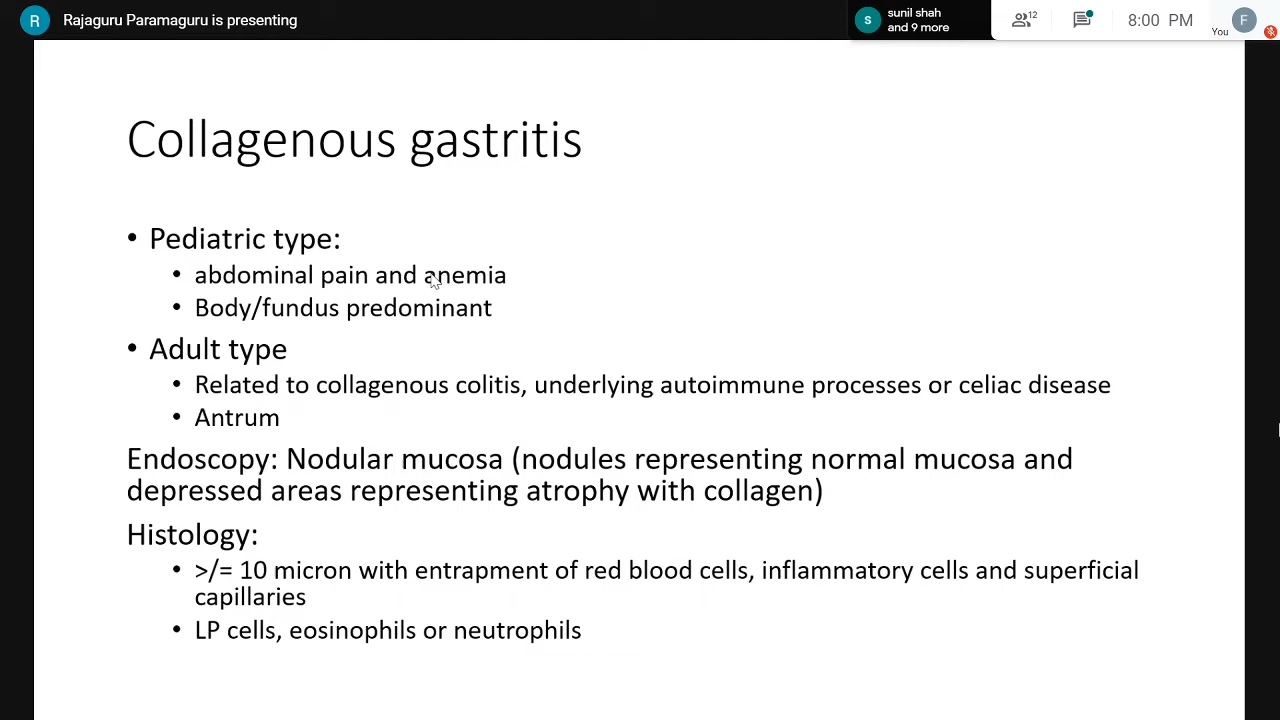 R Rajaguru Paramaguru is presenting
s sunil shah
and 9 more
12
8:00 PM
You
F
Collagenous gastritis
• Pediatric type:
• abdominal pain and anemia
• Body/fundus predominant
• Adult type
• Related to collagenous colitis, underlying autoimmune processes or celiac disease
• Antrum
Endoscopy: Nodular mucosa (nodules representing normal mucosa and
depressed areas representing atrophy with collagen)
Histology:
• >/= 10 micron with entrapment of red blood cells, inflammatory cells and superficial
capillaries
• LP cells, eosinophils or neutrophils